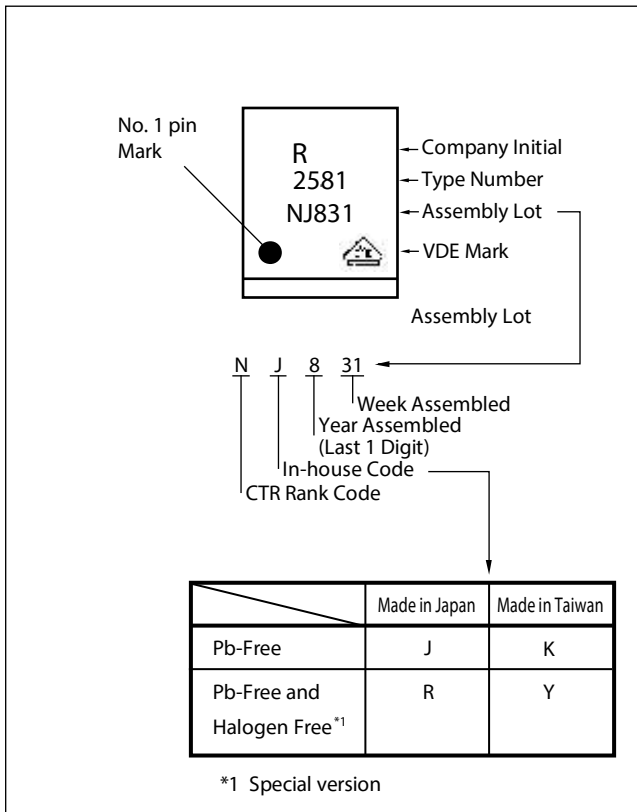 No. 1 pin
Mark
R
2581
NJ831
Company Initial
Type Number
Assembly Lot
VDE Mark
Assembly Lot
N J 8 31
Week Assembled
Year Assembled
(Last 1 Digit)
In-house Code
CTR Rank Code
Made in Japan Made in Taiwan
Pb-Free J K
Pb-Free and R Y
Halogen Free*1
*1 Special version